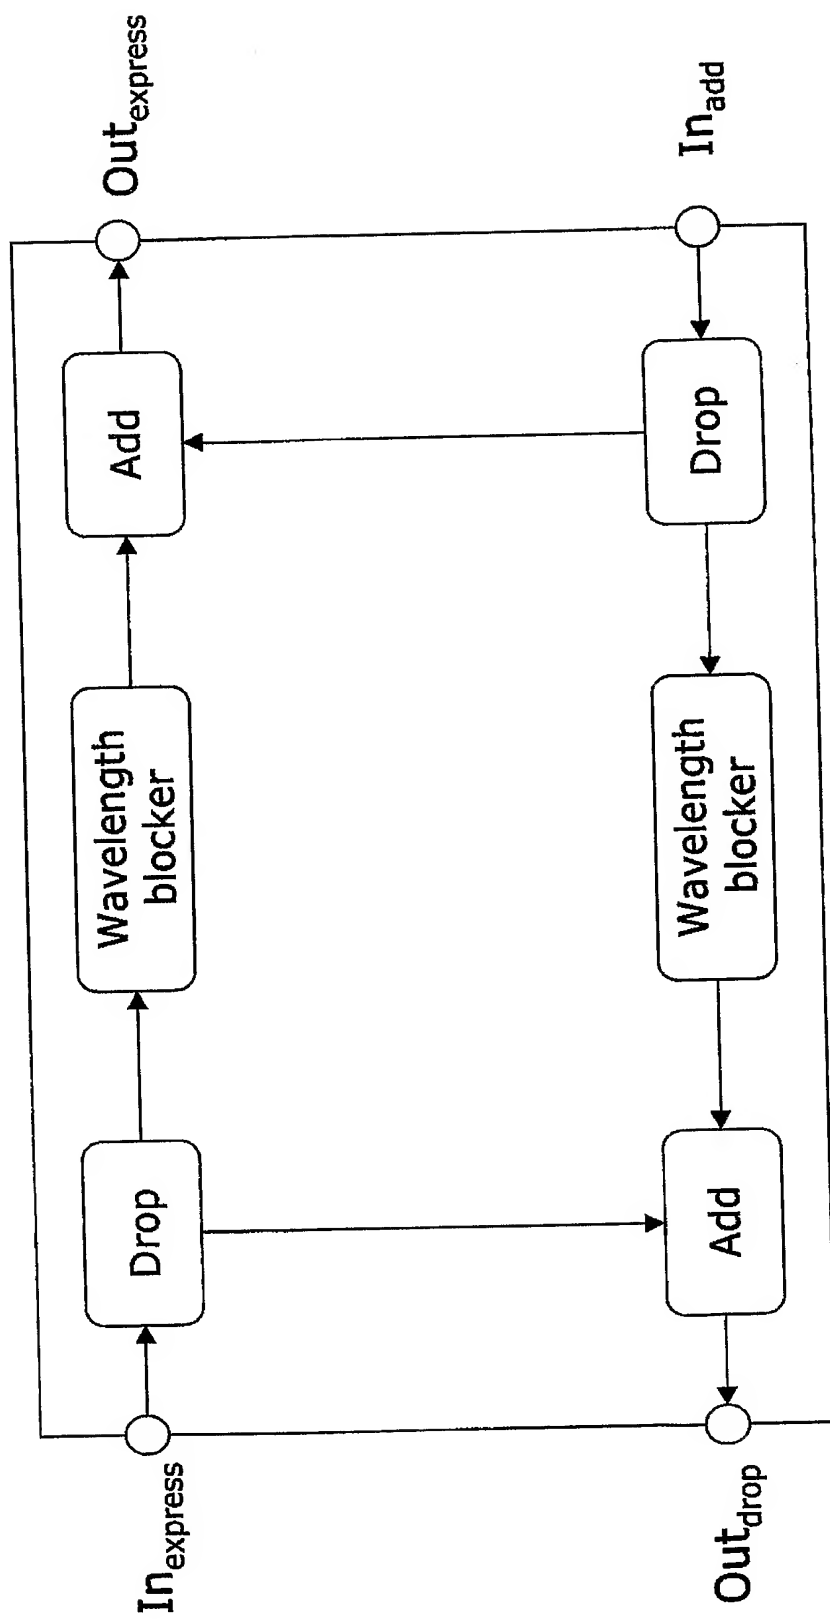 In_express
Drop
Wavelength
blocker
Add
Out_express
Out_drop
Add
Wavelength
blocker
Drop
In_add